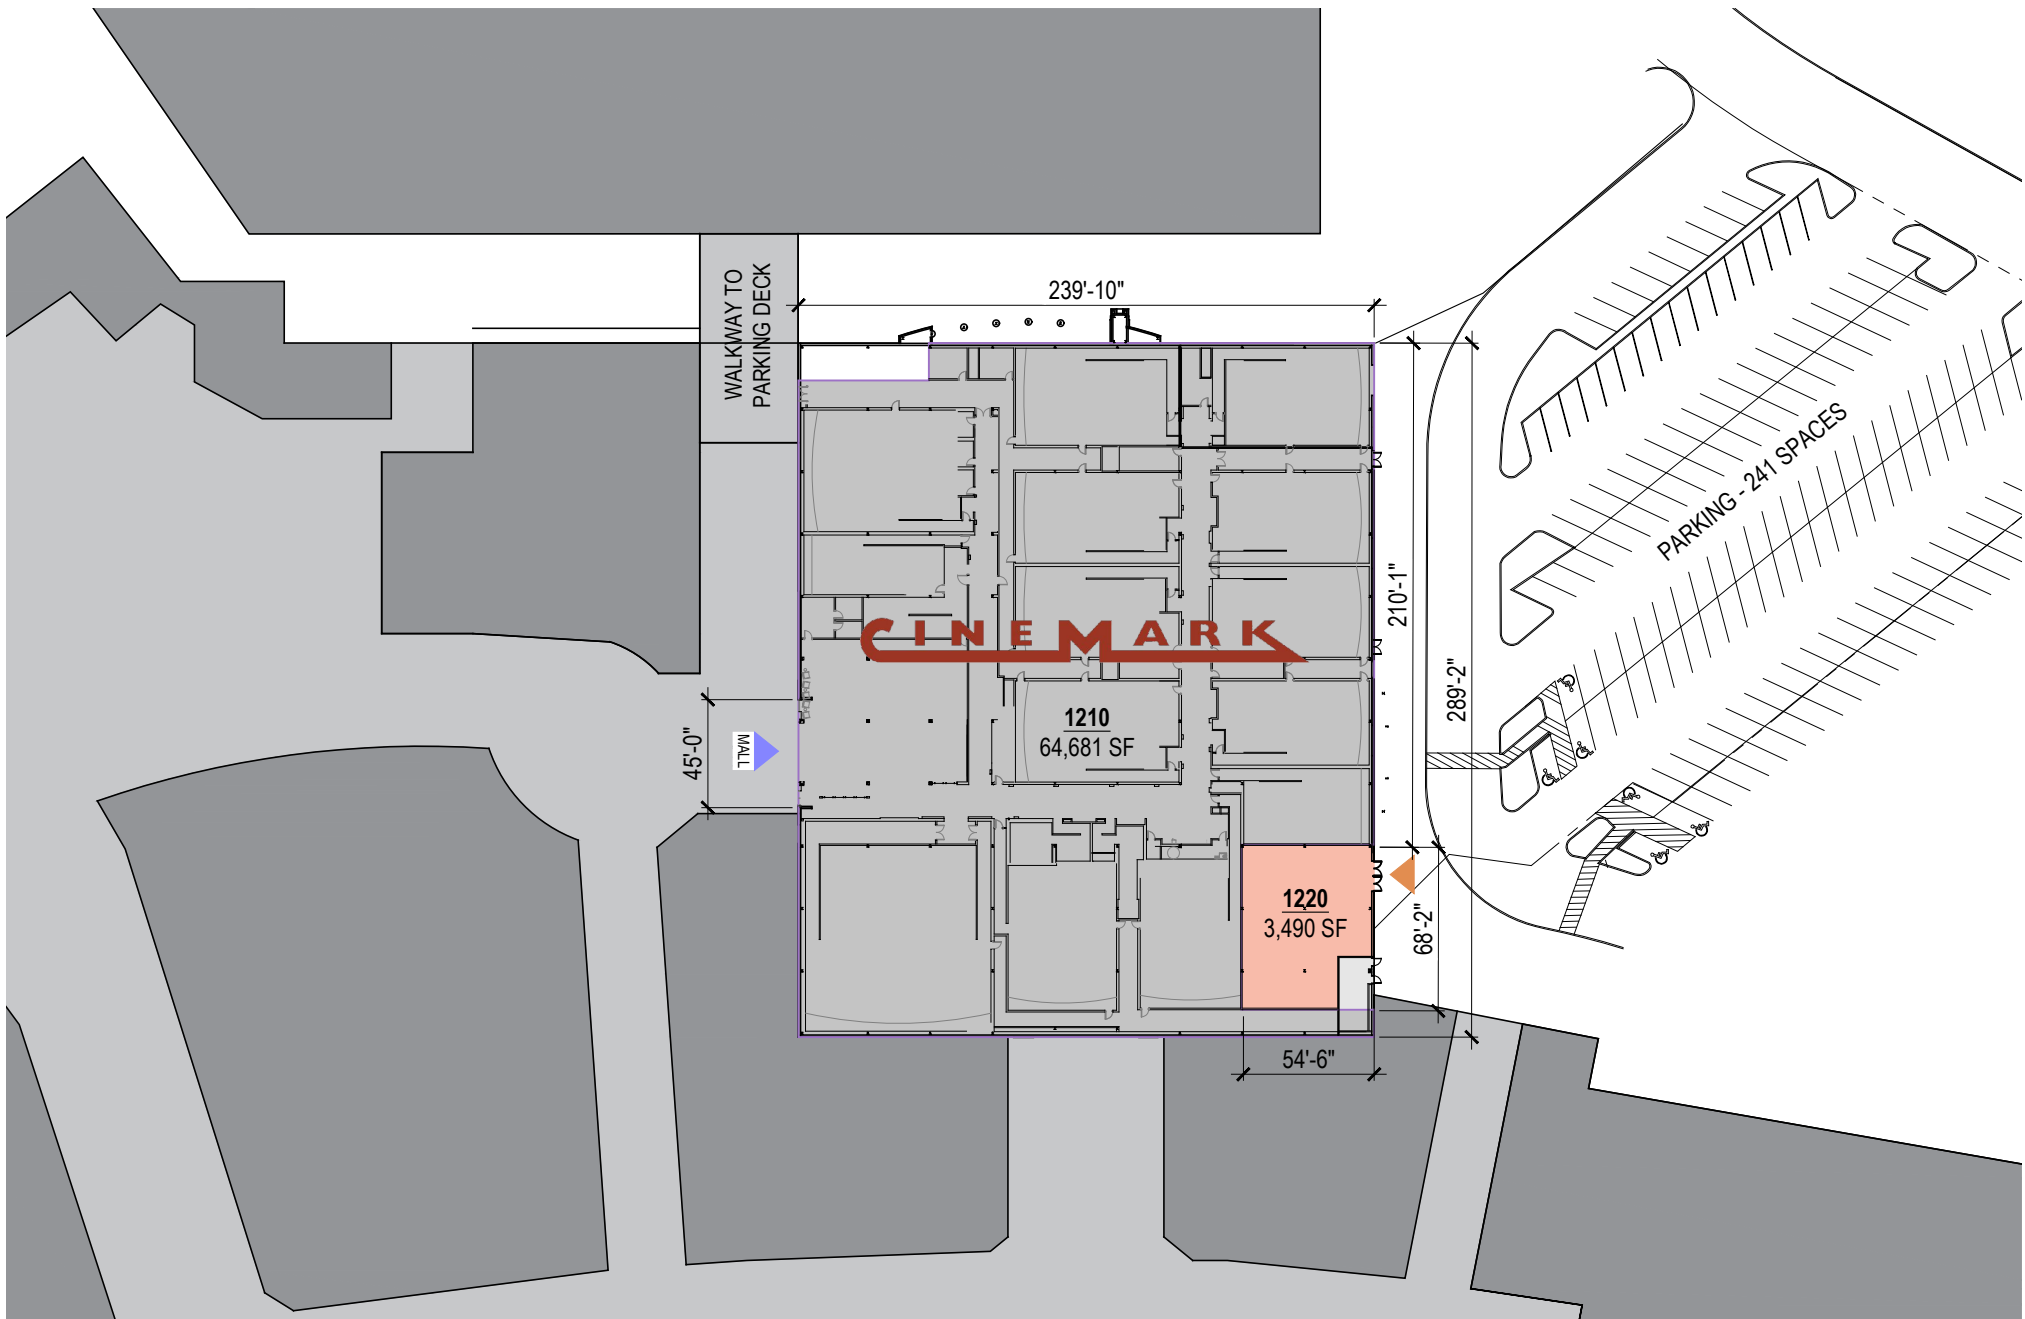 WALKWAY TO
PARKING DECK
239'-10"
PARKING - 241 SPACES
210'-1"
289'-2"
CINEMARK
1210
64,681 SF
45'-0"
MALL
1220
3,490 SF
68'-2"
54'-6"